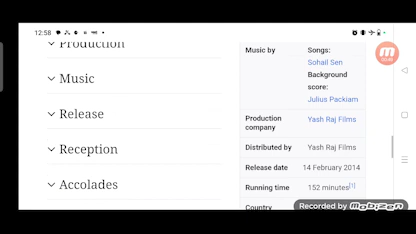 12:58
Production
Music
Release
Reception
Accolades
Music by
Songs:
Sohail Sen
Background
score:
Julius Packiam
Production
company
Yash Raj Films
Distributed by
Yash Raj Films
Release date
14 February 2014
Running time
152 minutes[1]
Country
Recorded by Mobizen